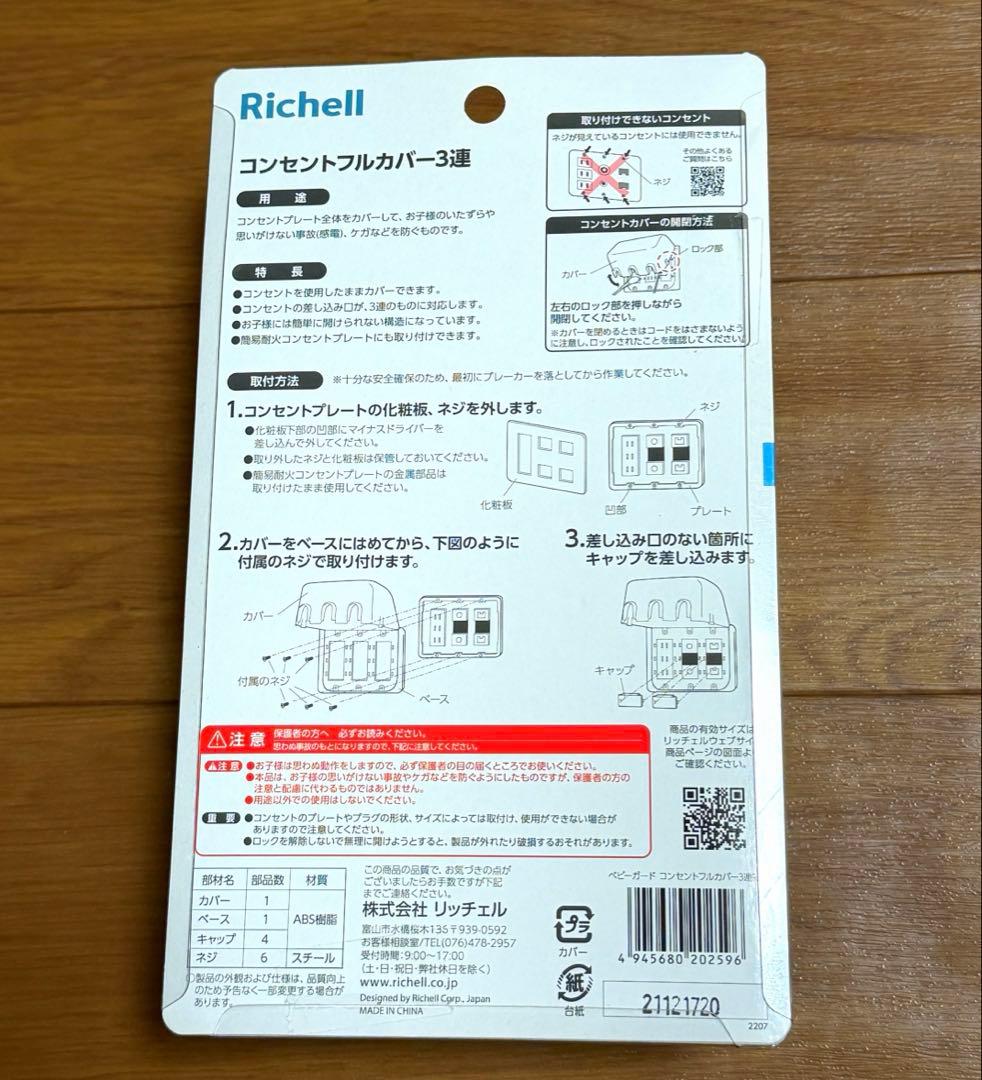 Richell
コンセントフルカバー3連
用 途
コンセントプレート全体をカバーして、お子様のいたずらや
思いがけない事故(感電)、ケガなどを防ぐものです。
特 長
●コンセントを使用したままカバーできます。
●コンセントの差し込み口が、3連のものに対応します。
●お子様には簡単に開けられない構造になっています。
●簡易耐火コンセントプレートにも取り付けできます。
取り付けできないコンセント
ネジが見えているコンセントには使用できません。
その他よくある
ご質問はこちら
ネジ
コンセントカバーの開閉方法
ロック部
カバー
左右のロック部を押しながら
開閉してください。
※カバーを閉めるときはコードをはさまないよう
に注意し、ロックされたことを確認してください。
取付方法
※十分な安全確保のため、最初にブレーカーを落としてから作業してください。
1.コンセントプレートの化粧板、ネジを外します。
●化粧板下部の凹部にマイナスドライバーを
差し込んで外してください。
●取り外したネジと化粧板は保管しておいてください。
●簡易耐火コンセントプレートの金属部品は
取り付けたまま使用してください。
ネジ
化粧板
凹部
プレート
2.カバーをベースにはめてから、下図のように
付属のネジで取り付けます。
カバー
付属のネジ
ベース
3.差し込み口のない箇所に
キャップを差し込みます。
キャップ
注意 保護者の方へ 必ずお読みください。
思わぬ事故のもとになりますので、下記に注意してください。
注意 ●お子様は思わぬ動作をしますので、必ず保護者の目の届くところでお使いください。
●本品は、お子様の思いがけない事故やケガなどを防ぐようにしたものですが、保護者の方の
注意と配慮に代わるものではありません。
●用途以外での使用はしないでください。
重要 ●コンセントのプレートやプラグの形状、サイズによっては取付け、使用ができない場合が
ありますので注意してください。
●ロックを解除しないで無理に開けようとすると、製品が外れたり破損するおそれがあります。
商品の有効サイズは
リッチェルウェブサイ
商品ページの図面よ
ご確認ください。
部材名 部品数 材質
カバー 1
ベース 1 ABS樹脂
キャップ 4
ネジ 6 スチール
○製品の外観および仕様は、品質向上
のため予告なく一部変更する場合が
あります。
この商品の品質で、お気づきの点が
ございましたらお手数ですが下記
までご連絡ください。
株式会社 リッチェル
富山市水橋桜木136 〒939-0592
お客様相談室/TEL(076)478-2957
受付時間:9:00〜17:00
(土・日・祝日・弊社休日を除く)
www.richell.co.jp
Designed by Richell Corp., Japan
MADE IN CHINA
プラ
カバー
紙
台紙
ベビーガード コンセントフルカバー3連
4 945680 202596
21121720
2207